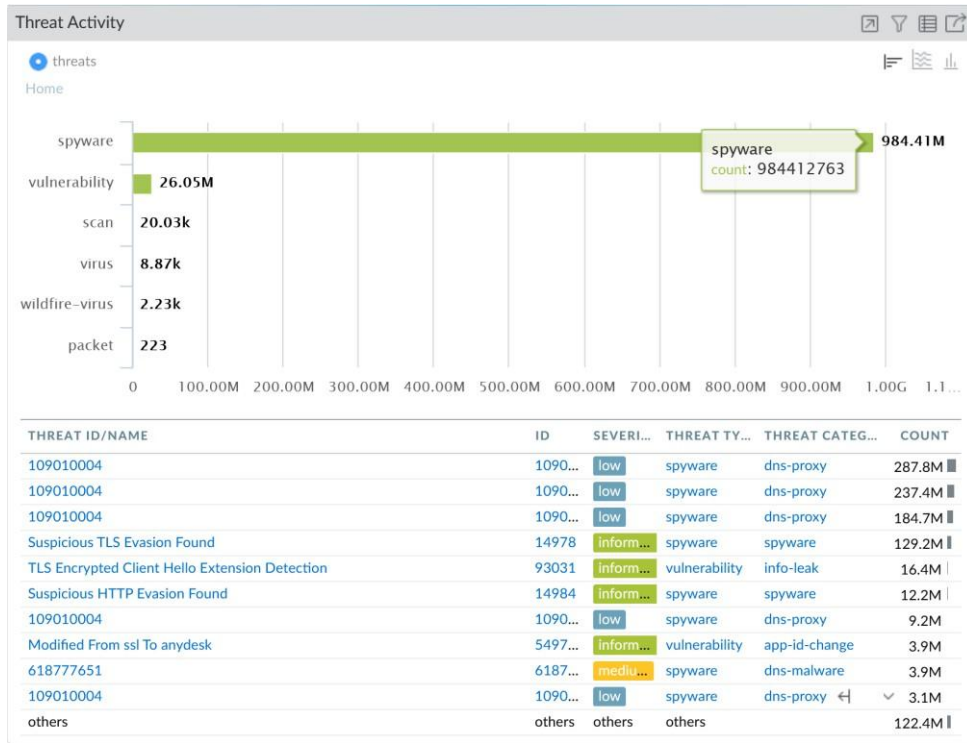 Threat Activity
threats
Home
spyware 984.41M
spyware
count: 984412763
vulnerability 26.05M
scan 20.03k
virus 8.87k
wildfire-virus 2.23k
packet 223
0 100.00M 200.00M 300.00M 400.00M 500.00M 600.00M 700.00M 800.00M 900.00M 1.00G 1.1...
THREAT ID/NAME ID SEVERI... THREAT TY... THREAT CATEG... COUNT
109010004 1090... low spyware dns-proxy 287.8M
109010004 1090... low spyware dns-proxy 237.4M
109010004 1090... low spyware dns-proxy 184.7M
Suspicious TLS Evasion Found 14978 inform... spyware spyware 129.2M
TLS Encrypted Client Hello Extension Detection 93031 inform... vulnerability info-leak 16.4M
Suspicious HTTP Evasion Found 14984 inform... spyware spyware 12.2M
109010004 1090... low spyware dns-proxy 9.2M
Modified From ssl To anydesk 5497... inform... vulnerability app-id-change 3.9M
618777651 6187... mediu... spyware dns-malware 3.9M
109010004 1090... low spyware dns-proxy 3.1M
others others others others 122.4M